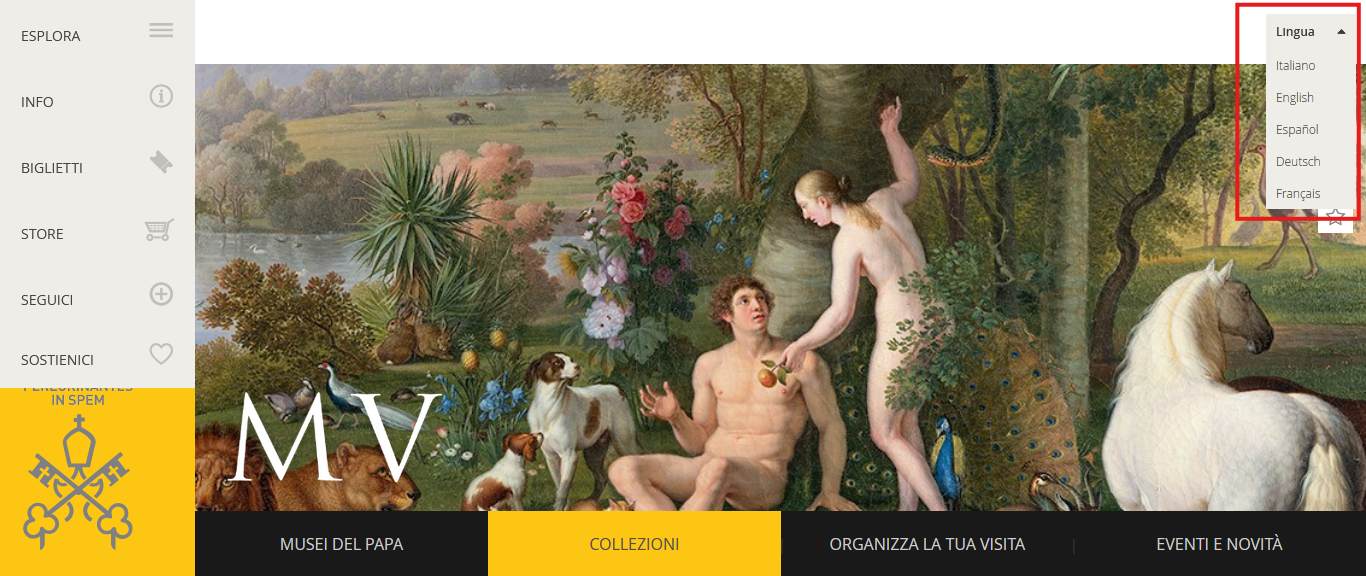 ESPLORA
INFO
BIGLIETTI
STORE
SEGUICI
SOSTIENICI
PEREGRINANTES
IN SPEM
Lingua
Italiano
English
Español
Deutsch
Français
MV
MUSEI DEL PAPA
COLLEZIONI
ORGANIZZA LA TUA VISITA
EVENTI E NOVITÀ